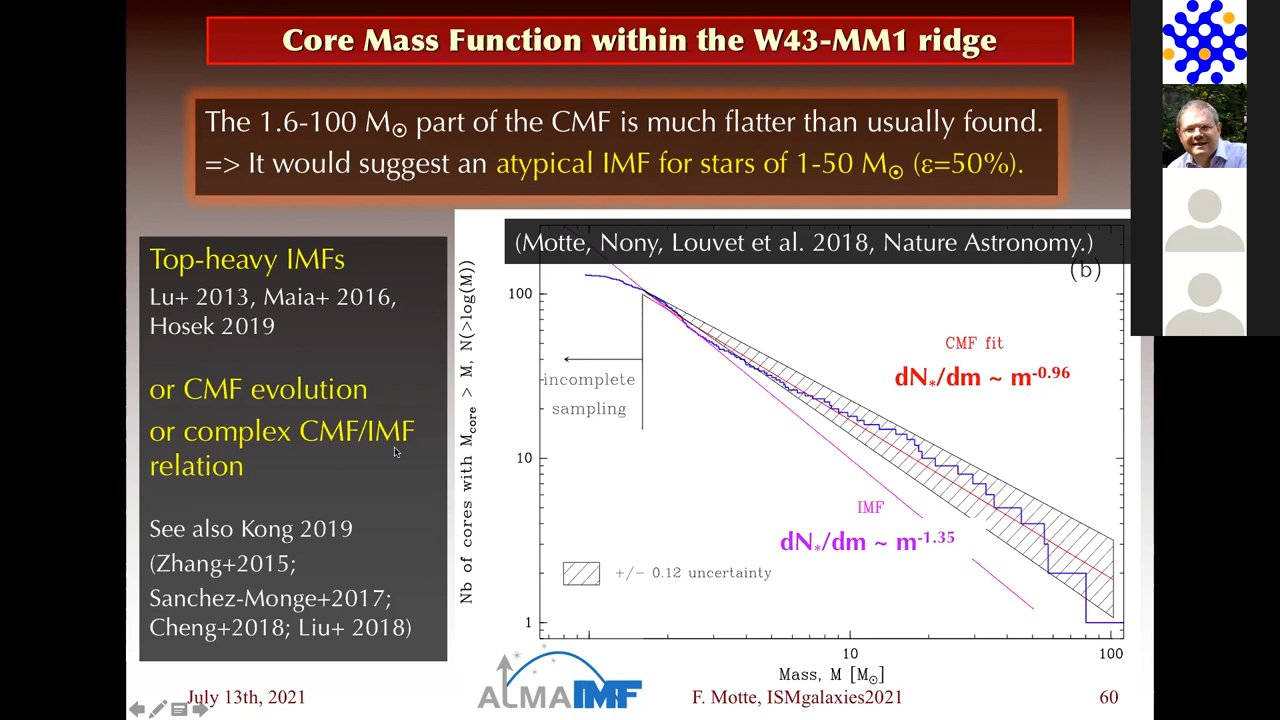 Core Mass Function within the W43-MM1 ridge
The 1.6-100 M☉ part of the CMF is much flatter than usually found.
=> It would suggest an atypical IMF for stars of 1-50 M☉ (ε=50%).
Top-heavy IMFs
Lu+ 2013, Maia+ 2016,
Hosek 2019
or CMF evolution
or complex CMF/IMF
relation
See also Kong 2019
(Zhang+2015;
Sanchez-Monge+2017;
Cheng+2018; Liu+ 2018)
(Motte, Nony, Louvet et al. 2018, Nature Astronomy.)
(b)
Nb of cores with Mcore > M, N(>log(M))
100
10
1
incomplete
sampling
CMF fit
dN*/dm ~ m-0.96
IMF
dN*/dm ~ m-1.35
+/- 0.12 uncertainty
10
100
Mass, M [M☉]
ALMAIMF
July 13th, 2021
F. Motte, ISMgalaxies2021
60